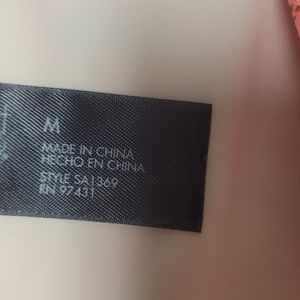 M
MADE IN CHINA
HECHO EN CHINA
STYLE SA1369
RN 97431